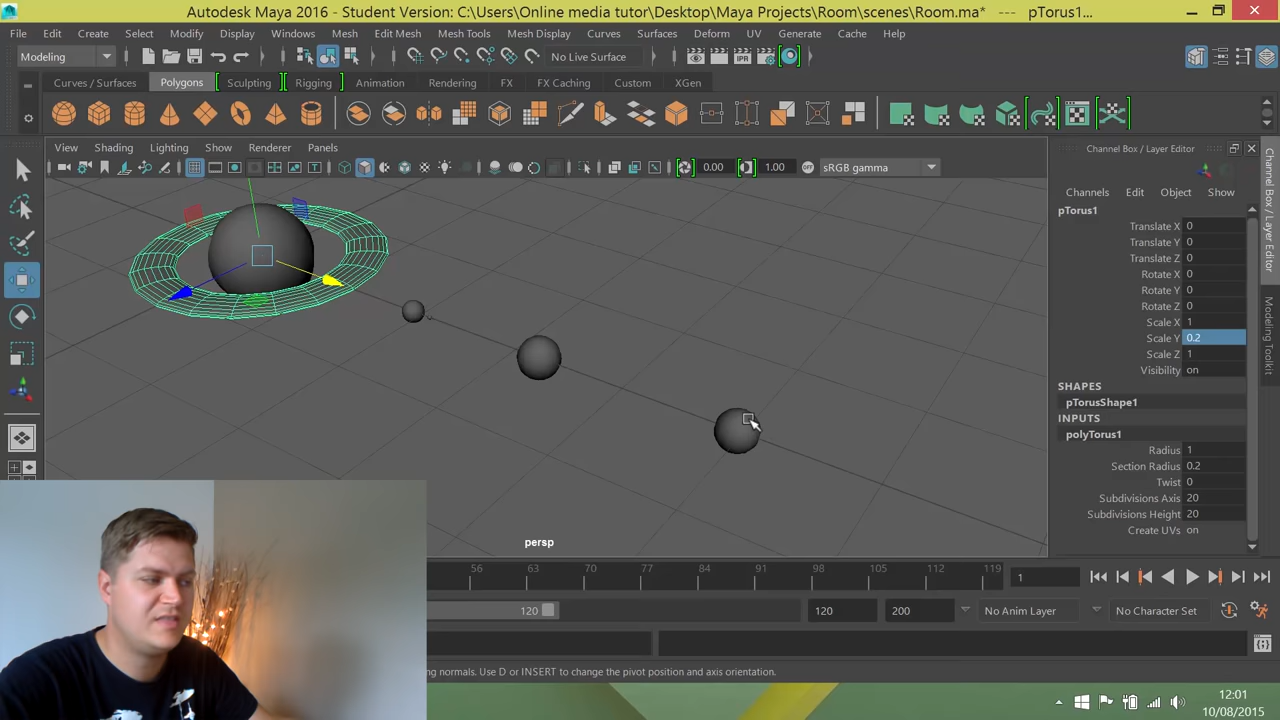 Autodesk Maya 2016 - Student Version: C:\Users\Online media tutor\Desktop\Maya Projects\Room\scenes\Room.ma* --- pTorus1...
File Edit Create Select Modify Display Windows Mesh Edit Mesh Mesh Tools Mesh Display Curves Surfaces Deform UV Generate Cache Help
Modeling No Live Surface
Curves / Surfaces Polygons Sculpting Rigging Animation Rendering FX FX Caching Custom XGen
IPR
View Shading Lighting Show Renderer Panels
0.00 1.00 sRGB gamma
Channel Box / Layer Editor
Channels Edit Object Show
pTorus1
Translate X 0
Translate Y 0
Translate Z 0
Rotate X 0
Rotate Y 0
Rotate Z 0
Scale X 1
Scale Y 0.2
Scale Z 1
Visibility on
SHAPES
pTorusShape1
INPUTS
polyTorus1
Radius 1
Section Radius 0.2
Twist 0
Subdivisions Axis 20
Subdivisions Height 20
Create UVs on
Channel Box / Layer Editor
Modeling Toolkit
persp
56 63 70 77 84 91 98 105 112 119 1
120 120 200 No Anim Layer No Character Set
ng normals. Use D or INSERT to change the pivot position and axis orientation.
12:01
10/08/2015